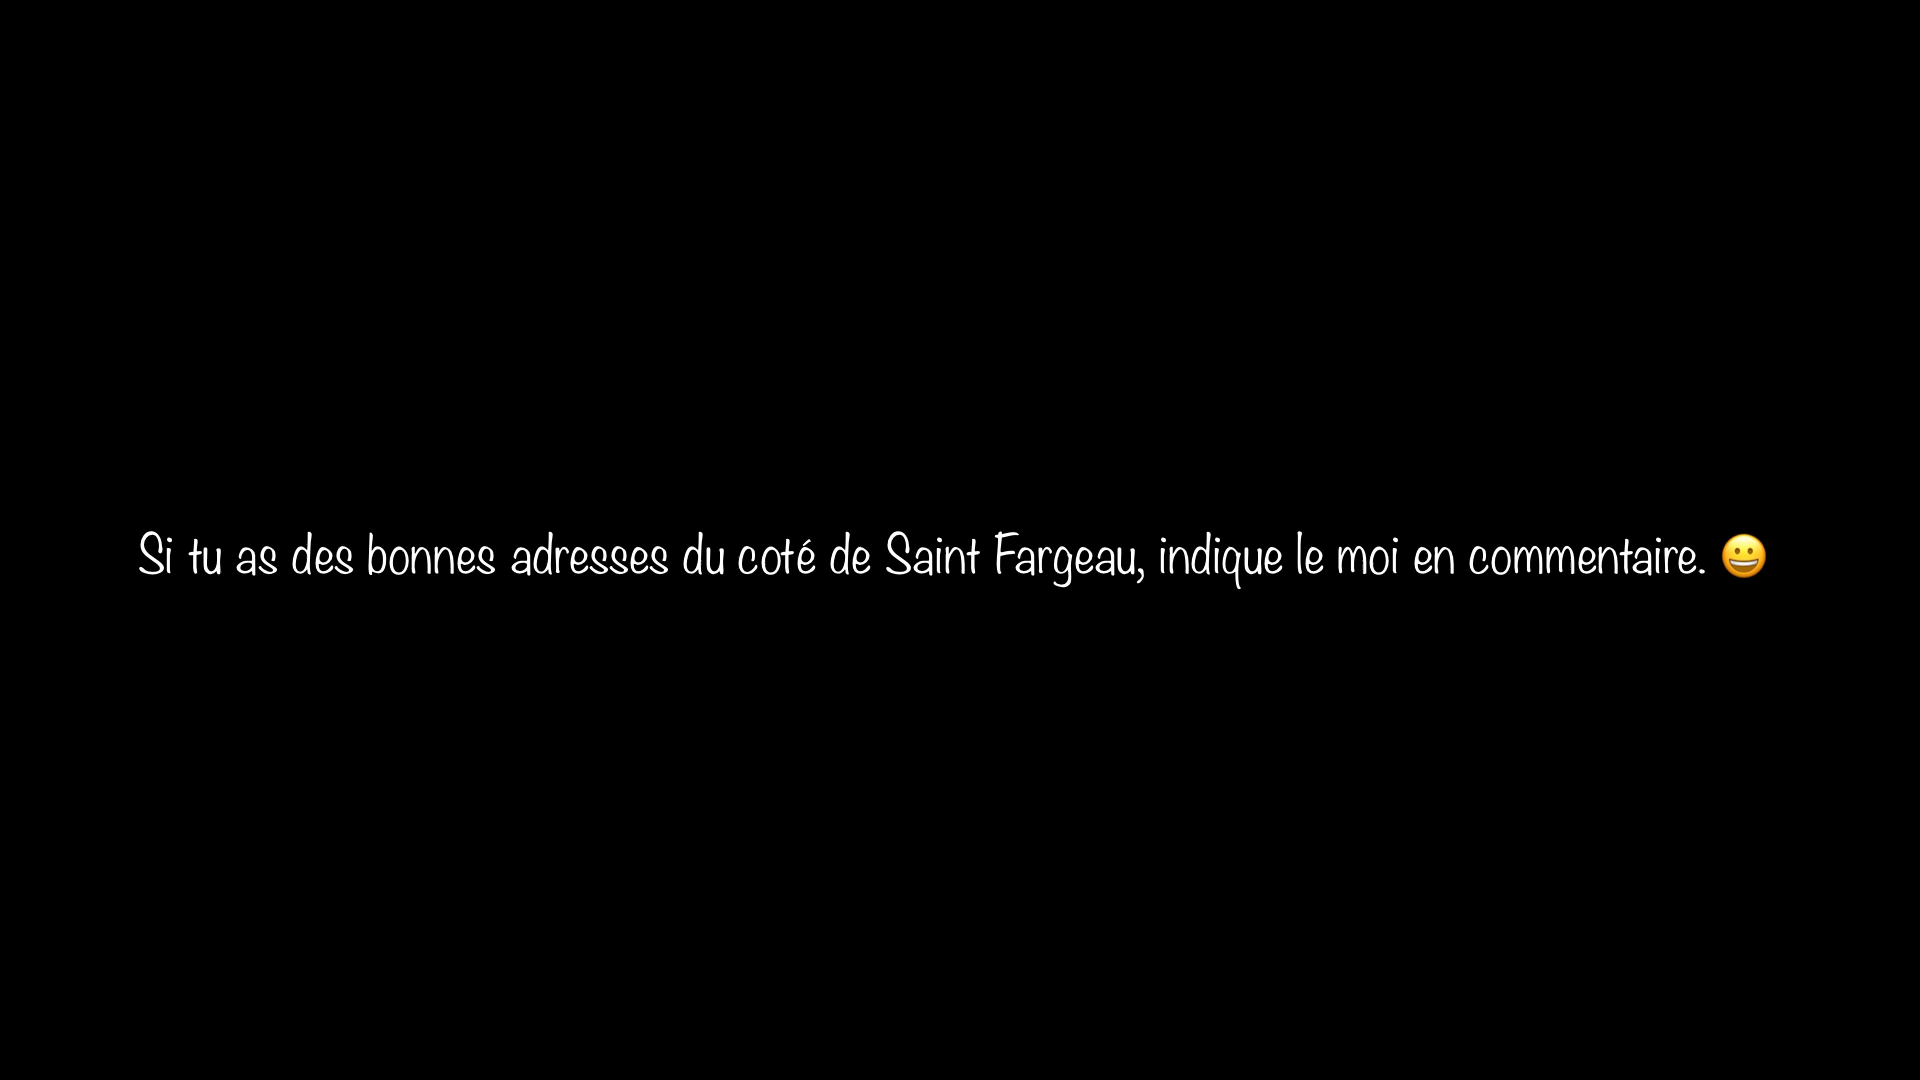 Si tu as des bonnes adresses du coté de Saint Fargeau, indique le moi en commentaire. 😀